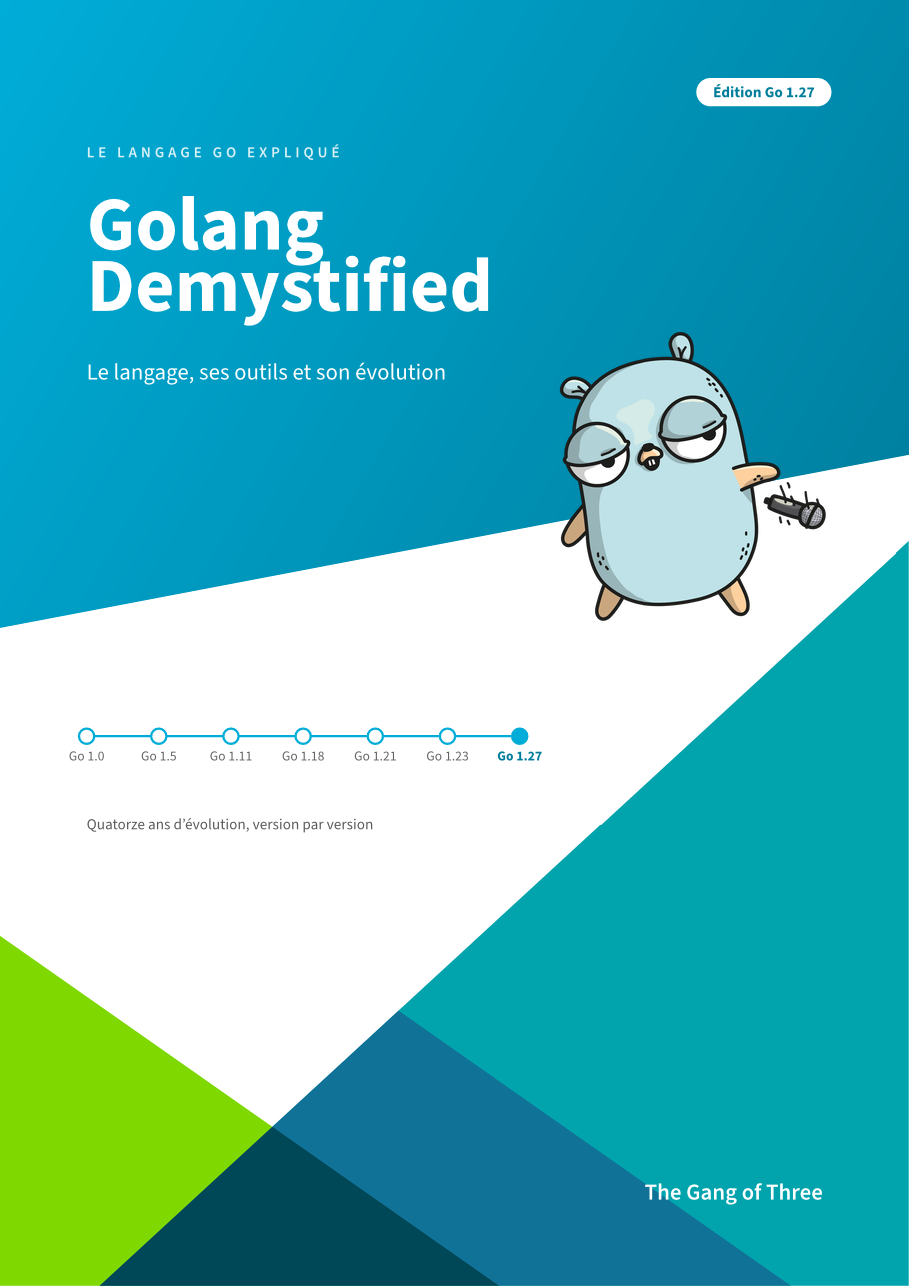 Édition Go 1.27
LE LANGAGE GO EXPLIQUÉ
Golang
Demystified
Le langage, ses outils et son évolution
Go 1.0 Go 1.5 Go 1.11 Go 1.18 Go 1.21 Go 1.23 Go 1.27
Quatorze ans d’évolution, version par version
The Gang of Three